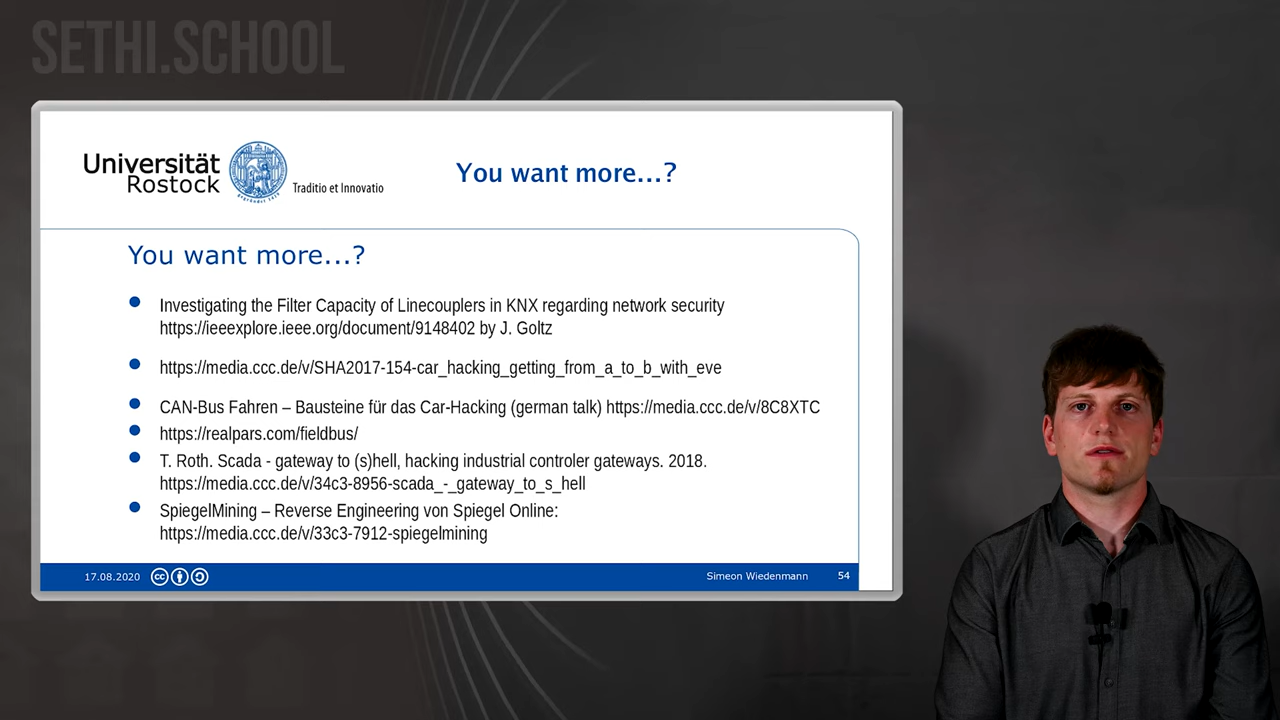 SETHI.SCHOOL
Universität
Rostock
Traditio et Innovatio
You want more...?
You want more...?
Investigating the Filter Capacity of Linecouplers in KNX regarding network security
https://ieeexplore.ieee.org/document/9148402 by J. Goltz
https://media.ccc.de/v/SHA2017-154-car_hacking_getting_from_a_to_b_with_eve
CAN-Bus Fahren – Bausteine für das Car-Hacking (german talk) https://media.ccc.de/v/8C8XTC
https://realpars.com/fieldbus/
T. Roth. Scada - gateway to (s)hell, hacking industrial controler gateways. 2018.
https://media.ccc.de/v/34c3-8956-scada_-_gateway_to_s_hell
SpiegelMining – Reverse Engineering von Spiegel Online:
https://media.ccc.de/v/33c3-7912-spiegelmining
17.08.2020
cc
Simeon Wiedenmann
54